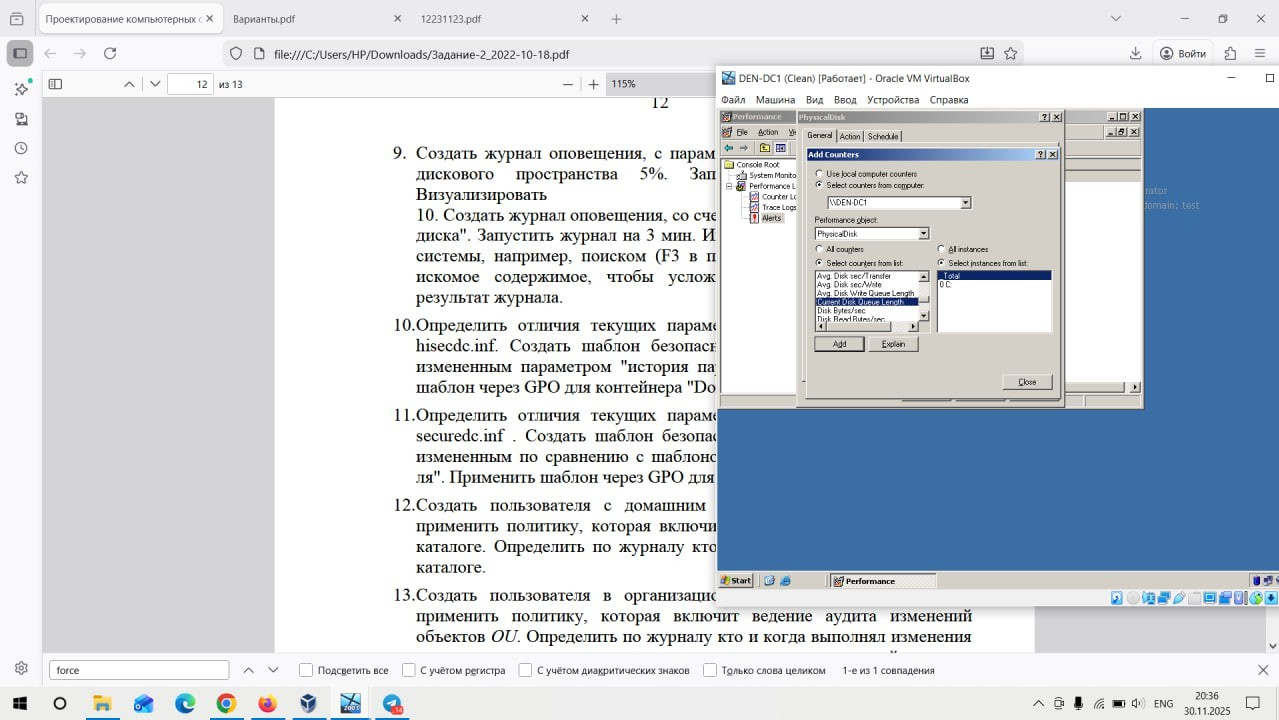 Проектирование компьютерных с
Варианты.pdf
12231123.pdf
file:///C:/Users/HP/Downloads/Задание-2_2022-10-18.pdf
Войти
12 из 13
115%
12
9. Создать журнал оповещения, с парам
дискового пространства 5%. Зап
Визуализировать
10. Создать журнал оповещения, со сче
диска". Запустить журнал на 3 мин. И
системы, например, поиском (F3 в п
искомое содержимое, чтобы услож
результат журнала.
10.Определить отличия текущих параме
hisecdc.inf. Создать шаблон безопас
измененным параметром "история па
шаблон через GPO для контейнера "Do
11.Определить отличия текущих параме
securedc.inf . Создать шаблон безопас
измененным по сравнению с шаблоно
ля". Применить шаблон через GPO для
12.Создать пользователя с домашним
применить политику, которая включи
каталоге. Определить по журналу кто
каталоге.
13.Создать пользователя в организацио
применить политику, которая включит ведение аудита изменений
объектов OU. Определить по журналу кто и когда выполнял изменения
DEN-DC1 (Clean) [Работает] - Oracle VM VirtualBox
Файл Машина Вид Ввод Устройства Справка
Performance
File Action Vi
Console Root
System Monito
Performance L
Counter Lo
Trace Logs
Alerts
PhysicalDisk
General Action Schedule
Add Counters
Use local computer counters
Select counters from computer:
\\DEN-DC1
Performance object:
PhysicalDisk
All counters
All instances
Select counters from list:
Select instances from list:
Avg. Disk sec/Transfer
Avg. Disk sec/Write
Avg. Disk Write Queue Length
Current Disk Queue Length
Disk Bytes/sec
Disk Read Bytes/sec
_Total
0 C:
Add
Explain
Close
rator
domain: test
Start
Performance
force
Подсветить все
С учётом регистра
С учётом диакритических знаков
Только слова целиком
1-е из 1 совпадения
ENG
20:36
30.11.2025